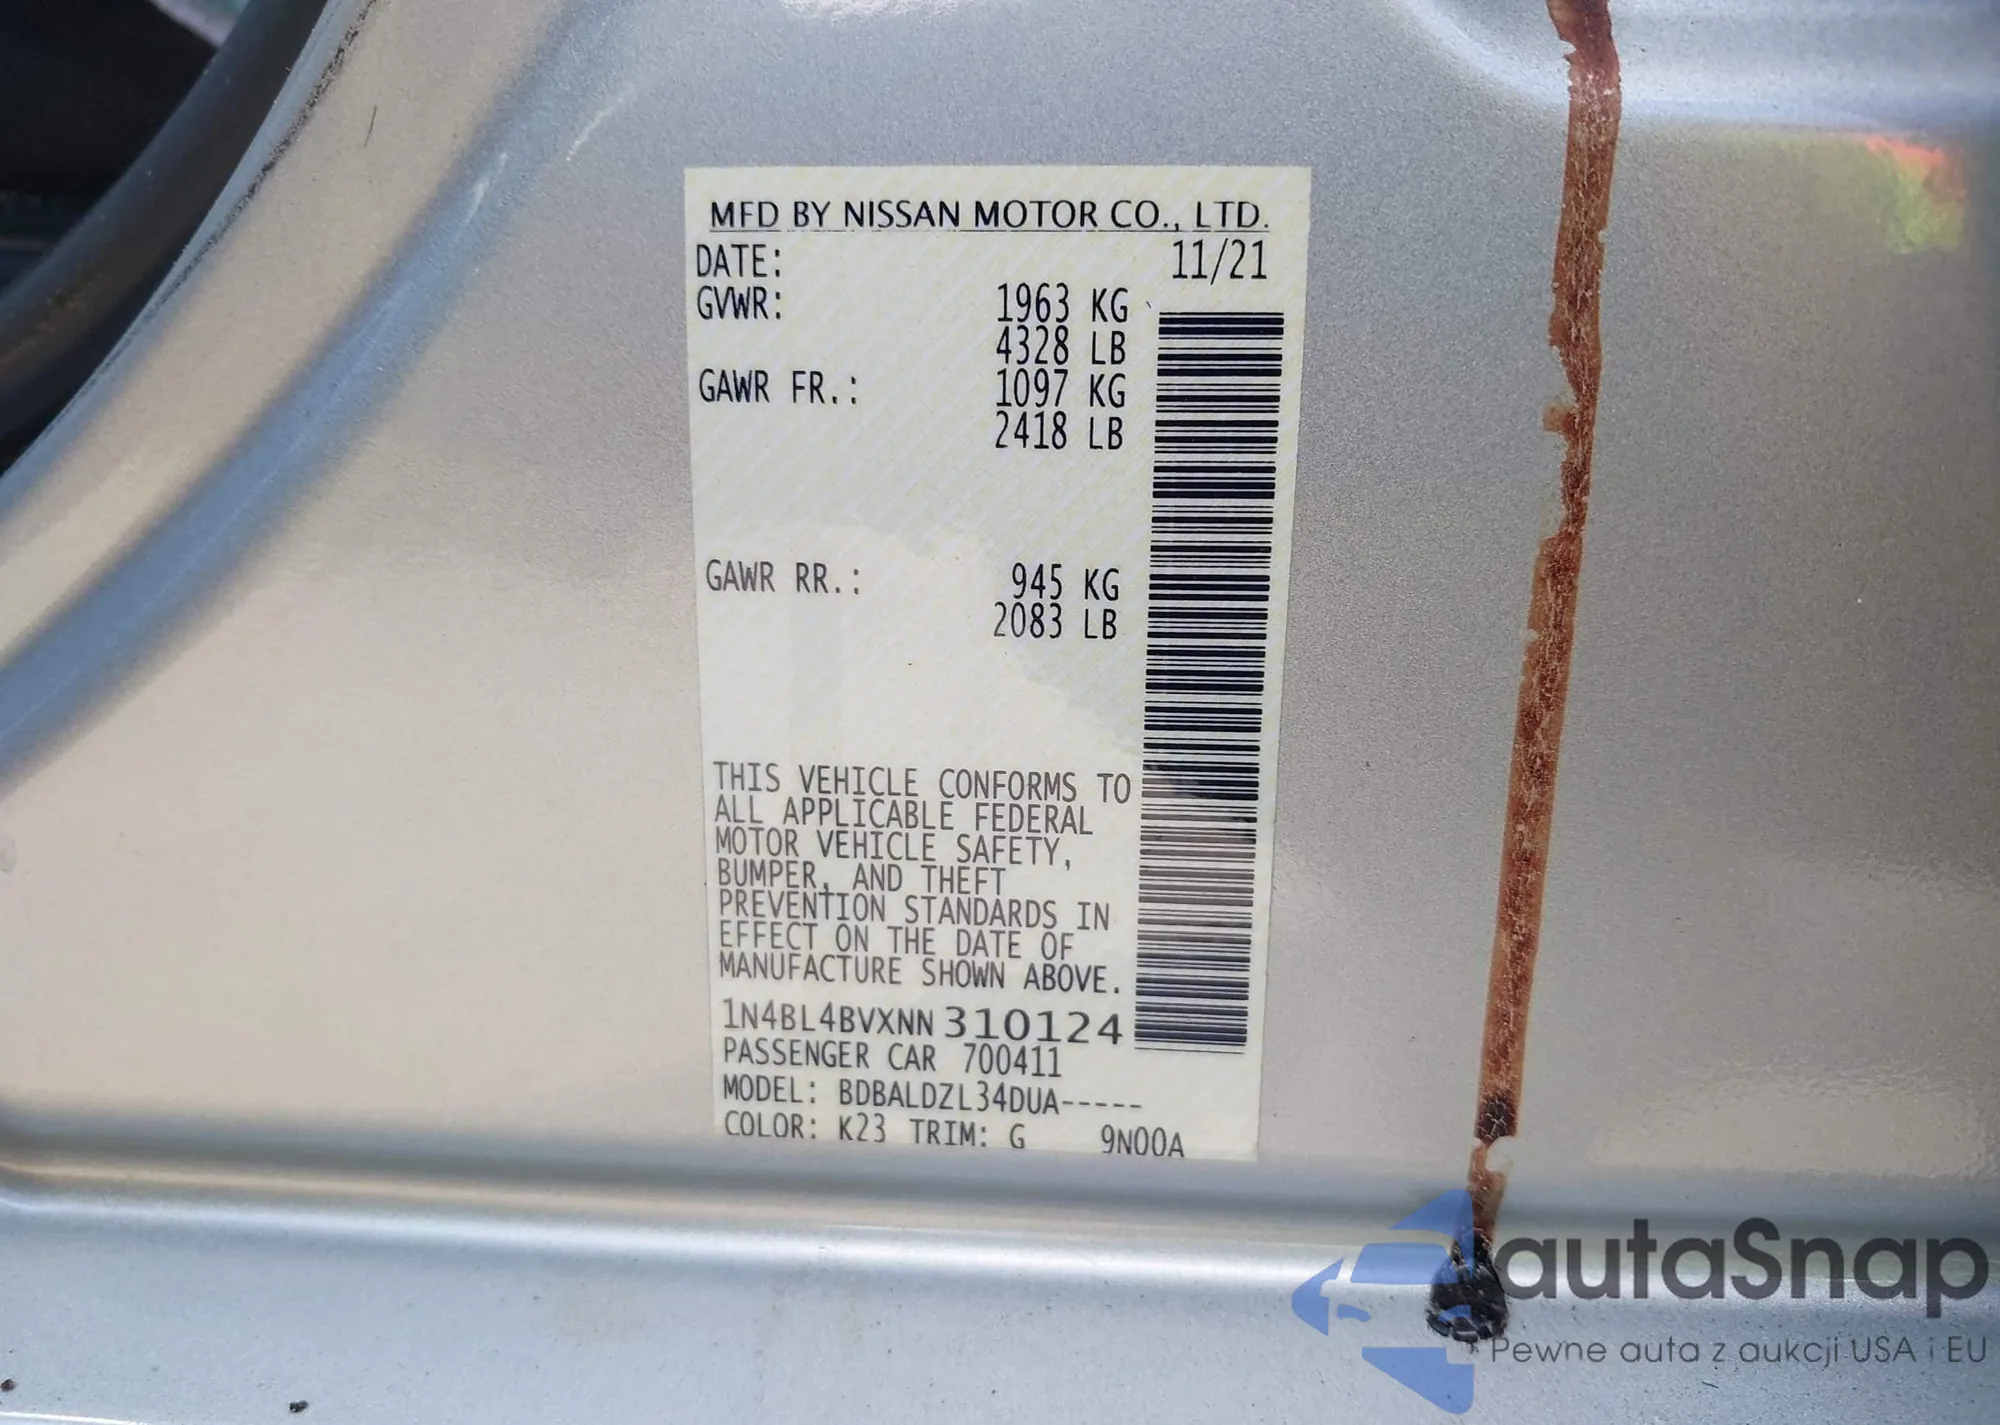 MFD BY NISSAN MOTOR CO., LTD.
DATE: 11/21
GVWR: 1963 KG
4328 LB
GAWR FR.: 1097 KG
2418 LB
GAWR RR.: 945 KG
2083 LB
THIS VEHICLE CONFORMS TO
ALL APPLICABLE FEDERAL
MOTOR VEHICLE SAFETY,
BUMPER, AND THEFT
PREVENTION STANDARDS IN
EFFECT ON THE DATE OF
MANUFACTURE SHOWN ABOVE.
1N4BL4BVXNN310124
PASSENGER CAR 700411
MODEL: BDBALDZL34DUA-----
COLOR: K23 TRIM: G 9N00A
autaSnap
Pewne auta z aukcji USA i EU